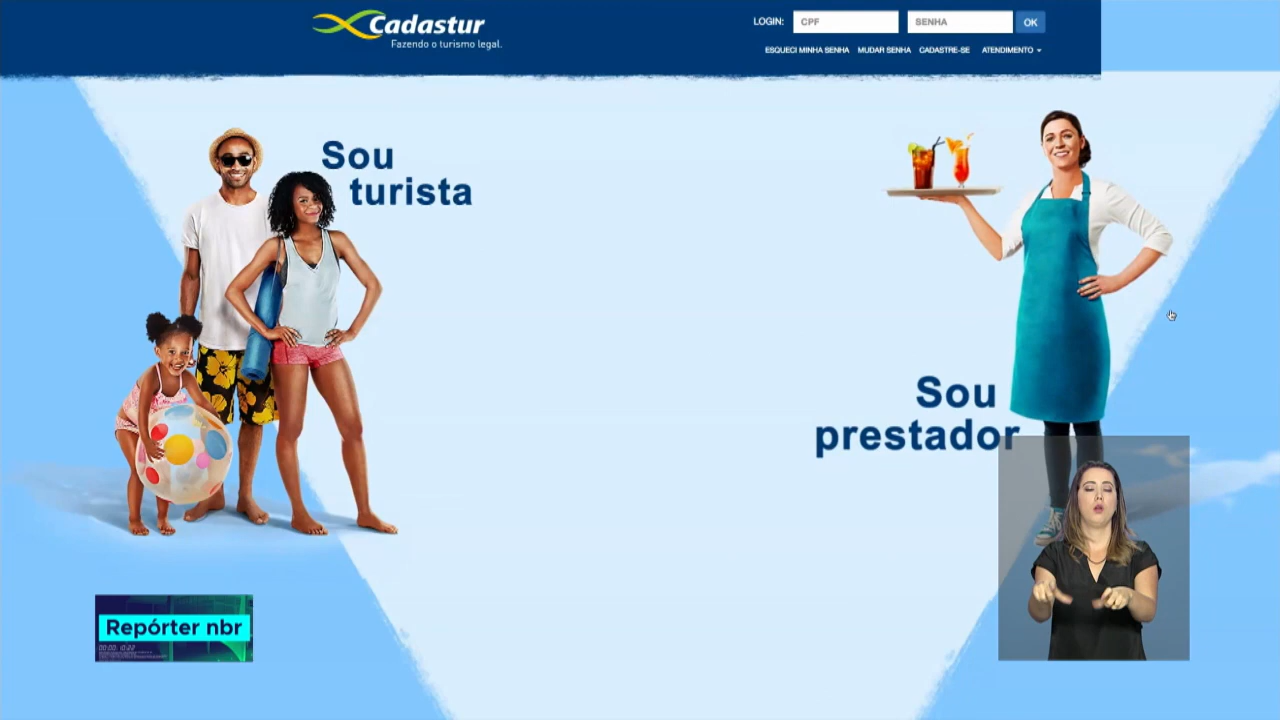 Cadastur
Fazendo o turismo legal.
LOGIN: CPF SENHA OK
ESQUECI MINHA SENHA MUDAR SENHA CADASTRE-SE ATENDIMENTO
Sou
turista
Sou
prestador
Repórter nbr